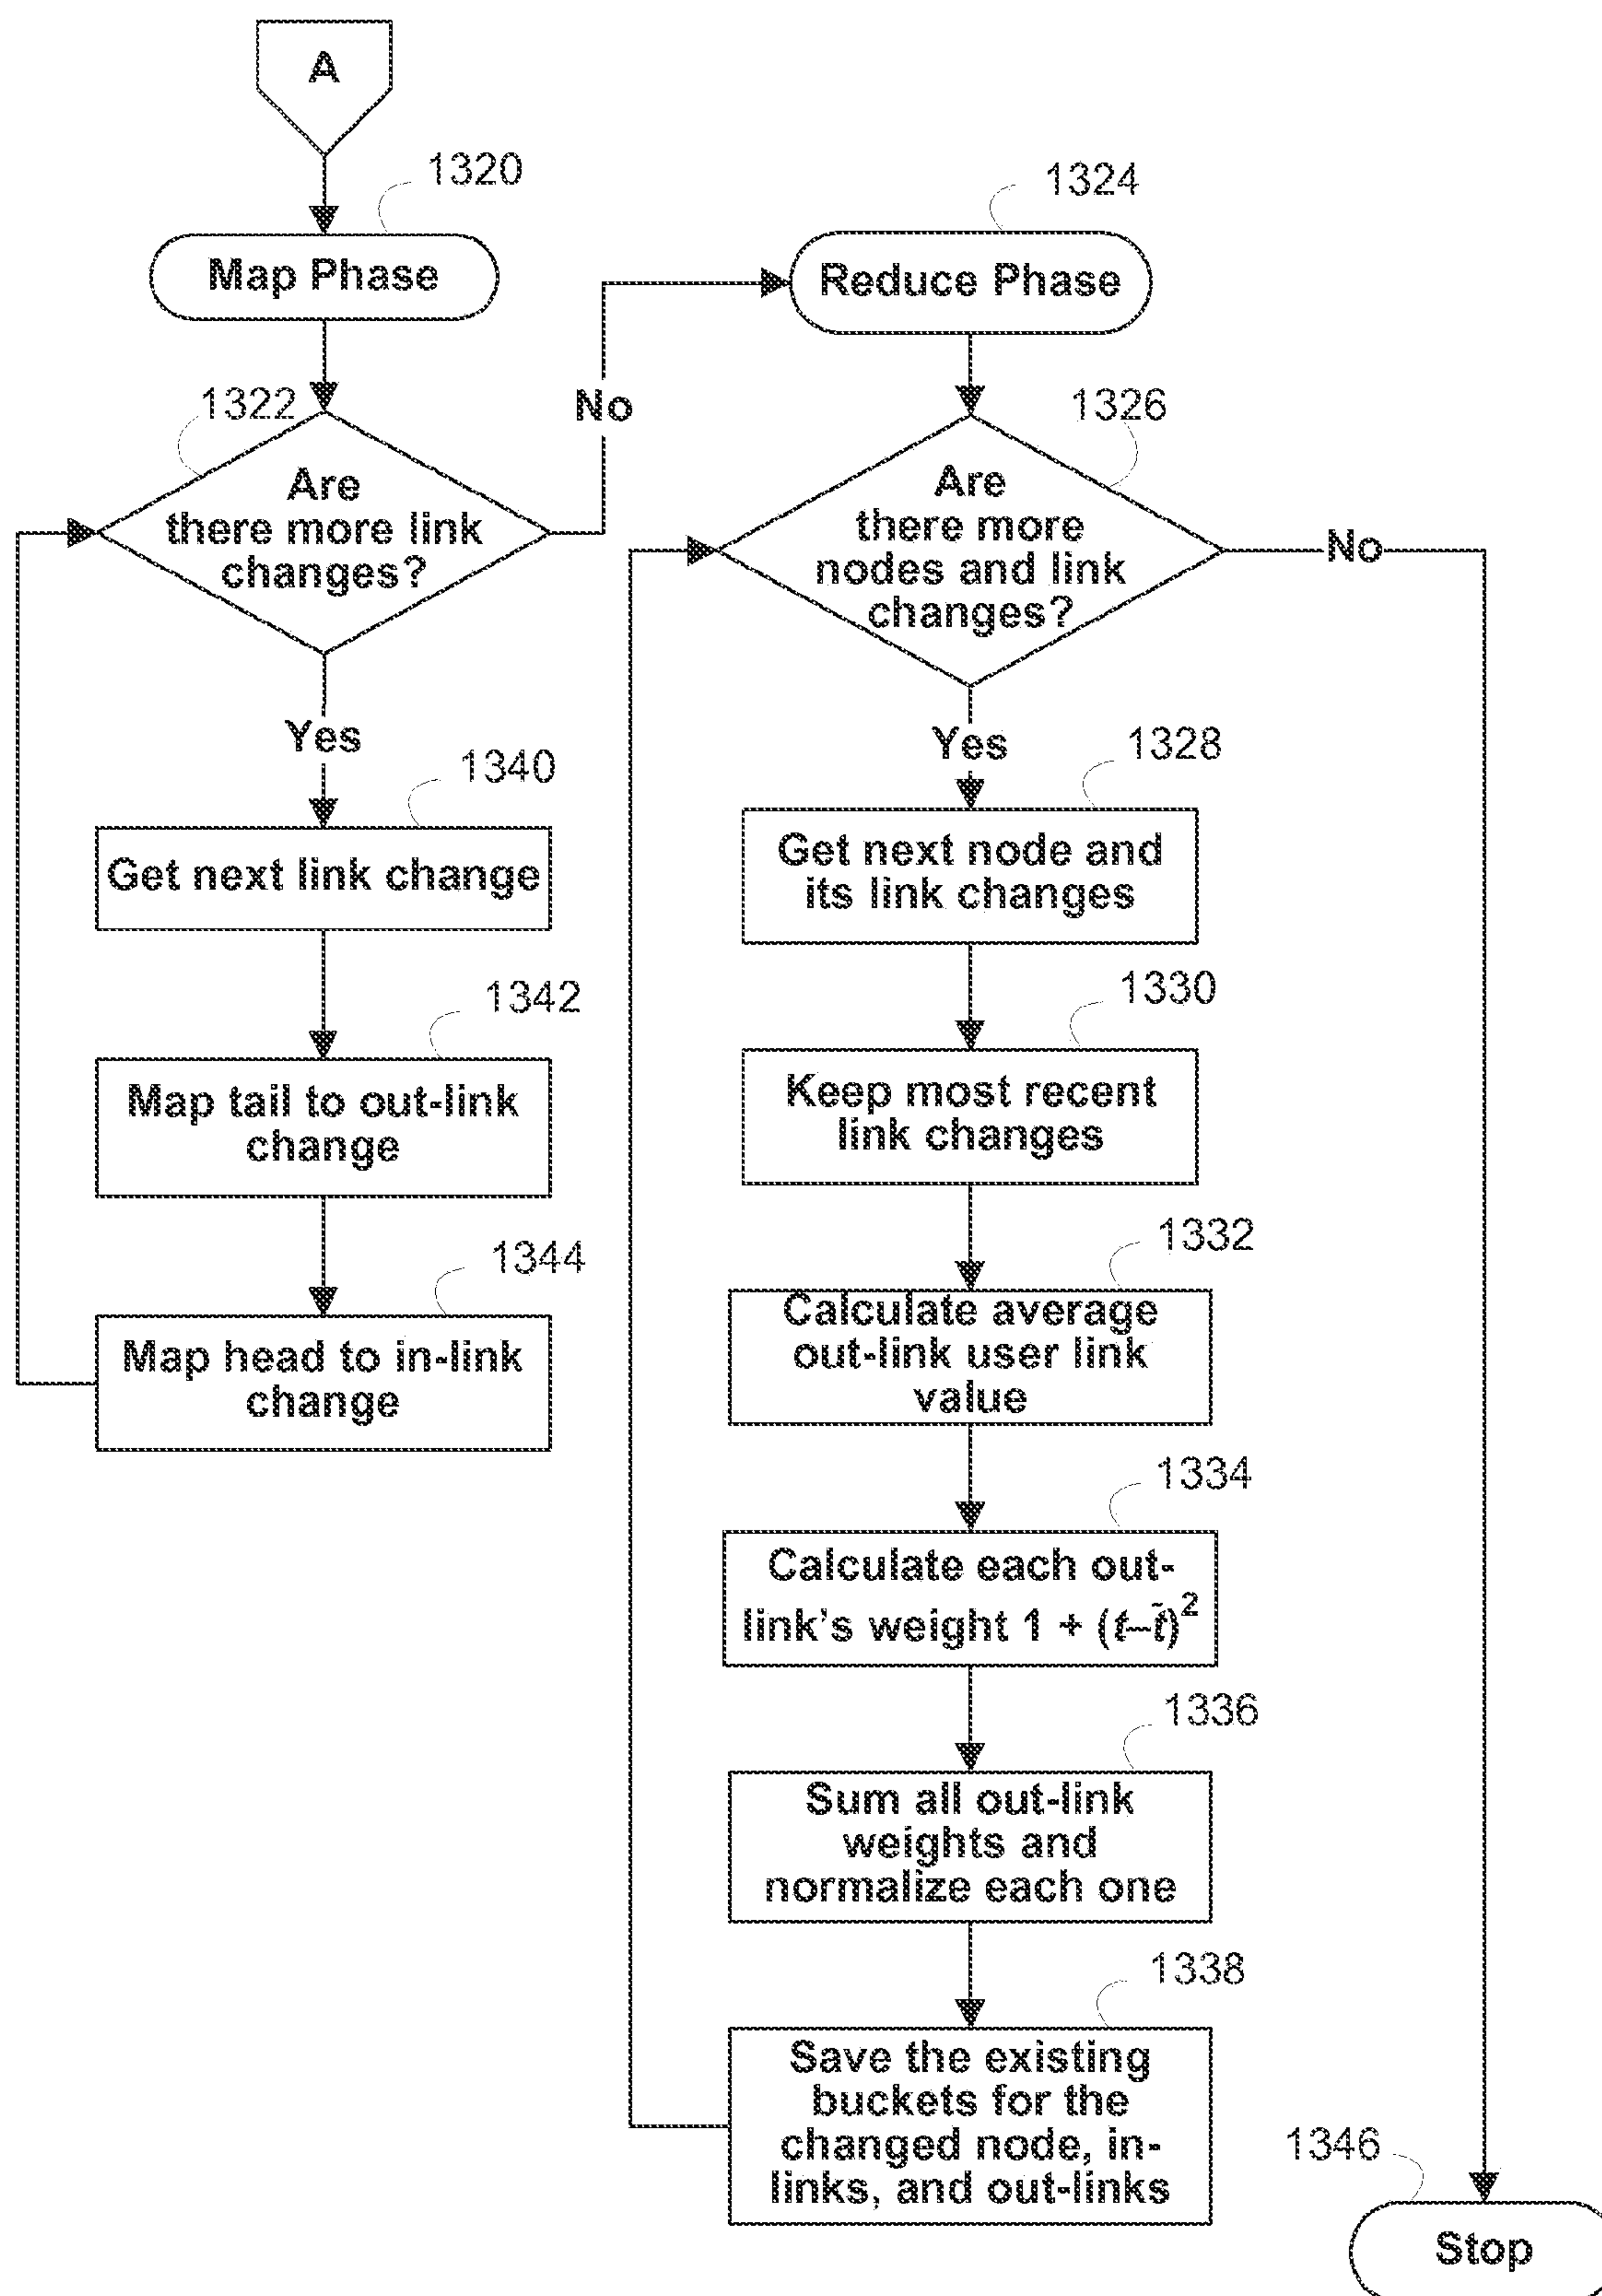 A
1320
Map Phase
1322
Are
there more link
changes?
No
Yes
1340
Get next link change
1342
Map tail to out-link
change
1344
Map head to in-link
change
1324
Reduce Phase
1326
Are
there more
nodes and link
changes?
No
Yes
1328
Get next node and
its link changes
1330
Keep most recent
link changes
1332
Calculate average
out-link user link
value
1334
Calculate each out-
link's weight 1 + (t–t̄)²
1336
Sum all out-link
weights and
normalize each one
1338
Save the existing
buckets for the
changed node, in-
links, and out-links
1346
Stop